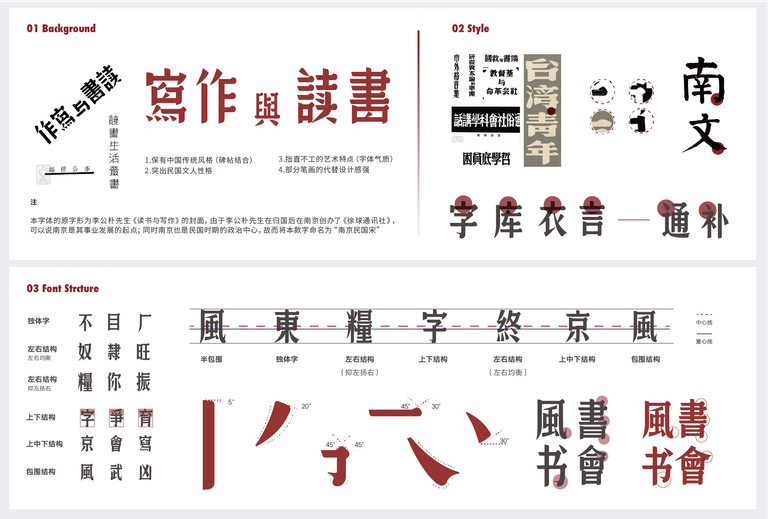 01 Background
作寫与書讀
讀書生活叢書
寫作與讀書
1.保有中国传统风格（碑帖结合）
2.突出民国文人性格
3.拙直不工的艺术特点（字体气质）
4.部分笔画的代替设计感强
注
本字体的原字形为李公朴先生《读书与写作》的封面，由于李公朴先生在归国后在南京创办了《徐球通讯社》，
可以说南京是其事业发展的起点；同时南京也是民国时期的政治中心，故而将本款字命名为“南京民国宋”
02 Style
台湾青年
南文
字库衣言——通补
03 Font Strcture
独体字
不目厂
左右结构
左右均衡
奴隸旺
左右结构
抑左扬右
糧你振
上下结构
字爭育
上中下结构
京會寫
包围结构
風武凶
風東糧字終京風
半包围
独体字
左右结构
（抑左扬右）
上下结构
左右结构
（左右均衡）
上中下结构
包围结构
中心线
重心线
5°
20°
45°
45°
45°
30°
30°
風書
书會
風書
书會